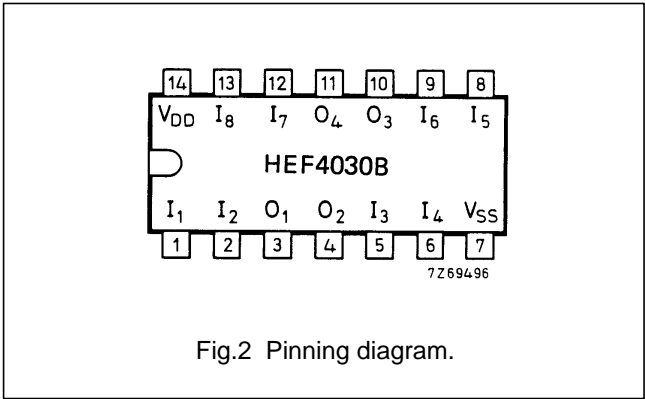 14 13 12 11 10 9 8
VDD I8 I7 O4 O3 I6 I5
HEF4030B
I1 I2 O1 O2 I3 I4 VSS
1 2 3 4 5 6 7
7Z69496
Fig.2 Pinning diagram.